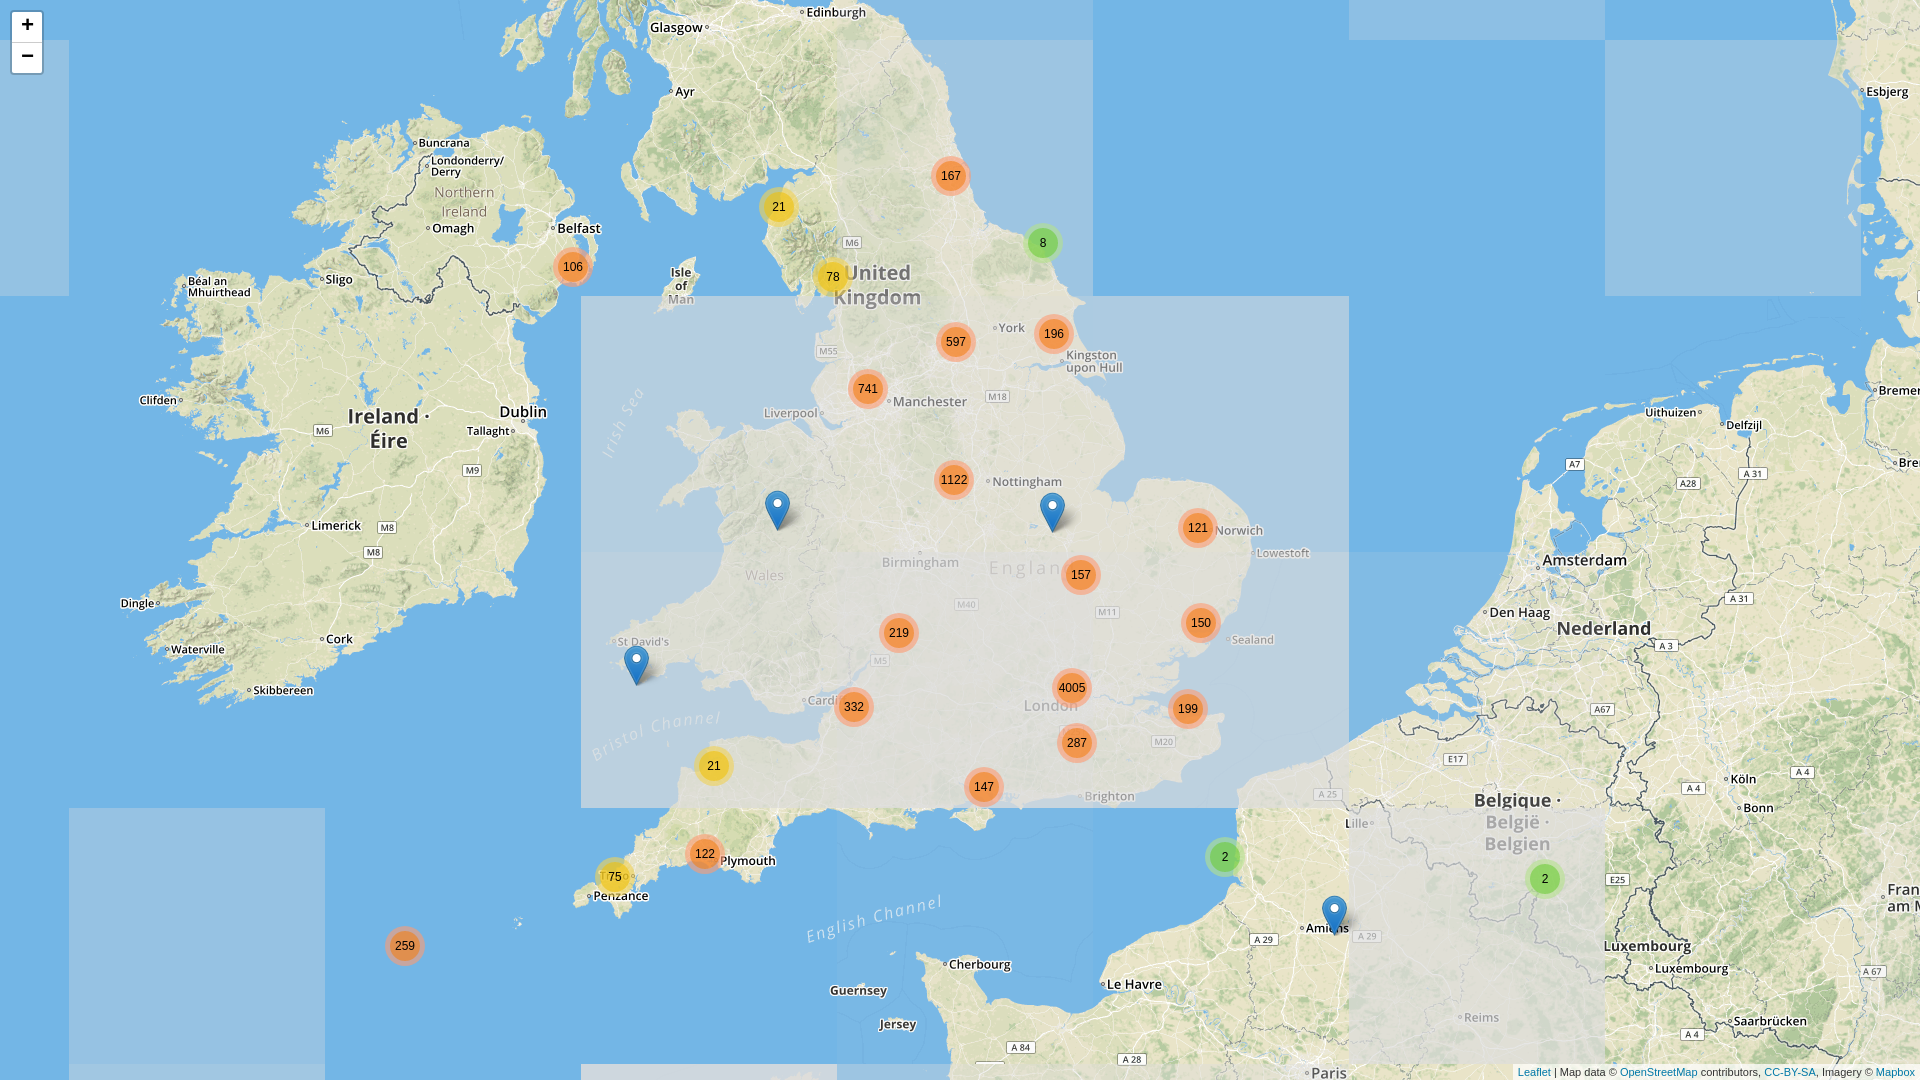 +
−
Edinburgh
Glasgow
Ayr
Esbjerg
Buncrana
Londonderry/
Derry
167
Northern
Ireland
21
Omagh
Belfast
M6
8
106
78
United
Kingdom
Isle
of
Man
Sligo
Béal an
Mhuirthead
York
196
597
M55
Kingston
upon Hull
741
Manchester
M18
Clifden
Liverpool
Dublin
Ireland ·
Éire
M6
Tallaght
Irish Sea
Uithuizen
Delfzijl
Bremer
A7
A 31
Bre
M9
1122
Nottingham
A28
Limerick
M8
M8
121
Norwich
Lowestoft
Birmingham
Wales
Englan
157
Amsterdam
A 31
Dingle
M40
M11
Den Haag
Nederland
Cork
Waterville
St David's
219
150
Sealand
A 3
M5
Skibbereen
4005
Cardi
332
London
199
A67
Bristol Channel
287
M20
E17
21
147
Brighton
A 25
A 4
Köln
A 4
Bonn
Belgique ·
België ·
Belgien
Lille
122
Plymouth
2
75
Penzance
2
E25
Fran
am M
English Channel
Amiens
A 29
A 29
259
Luxembourg
Luxembourg
A 67
Cherbourg
Le Havre
Guernsey
Jersey
Reims
Saarbrücken
A 4
A 84
A 28
Paris
Leaflet | Map data © OpenStreetMap contributors, CC-BY-SA, Imagery © Mapbox